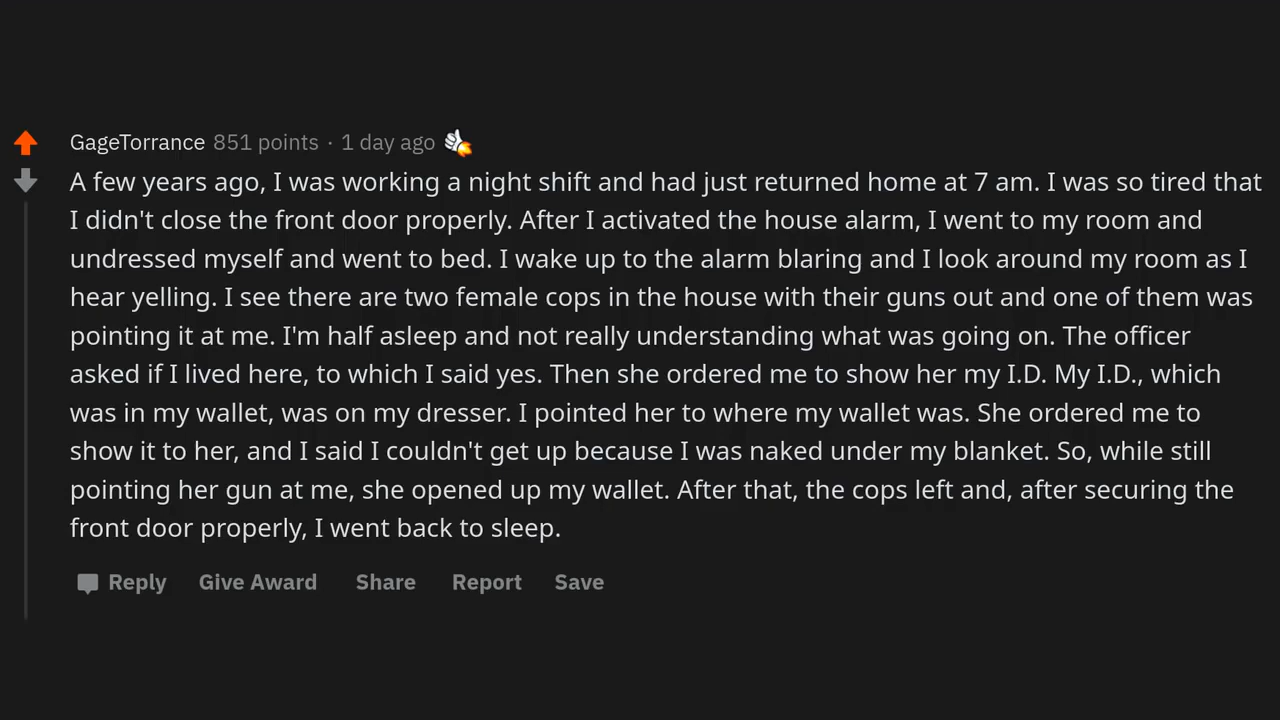 GageTorrance 851 points · 1 day ago
A few years ago, I was working a night shift and had just returned home at 7 am. I was so tired that
I didn't close the front door properly. After I activated the house alarm, I went to my room and
undressed myself and went to bed. I wake up to the alarm blaring and I look around my room as I
hear yelling. I see there are two female cops in the house with their guns out and one of them was
pointing it at me. I'm half asleep and not really understanding what was going on. The officer
asked if I lived here, to which I said yes. Then she ordered me to show her my I.D. My I.D., which
was in my wallet, was on my dresser. I pointed her to where my wallet was. She ordered me to
show it to her, and I said I couldn't get up because I was naked under my blanket. So, while still
pointing her gun at me, she opened up my wallet. After that, the cops left and, after securing the
front door properly, I went back to sleep.
Reply Give Award Share Report Save